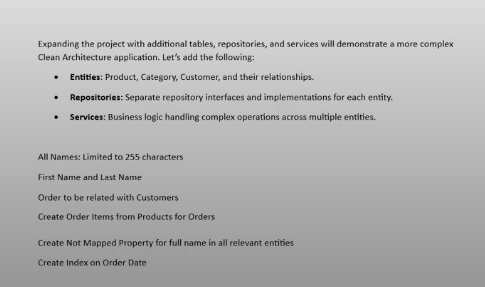 Expanding the project with additional tables, repositories, and services will demonstrate a more complex
Clean Architecture application. Let's add the following:
• Entities: Product, Category, Customer, and their relationships.
• Repositories: Separate repository interfaces and implementations for each entity.
• Services: Business logic handling complex operations across multiple entities.
All Names: Limited to 255 characters
First Name and Last Name
Order to be related with Customers
Create Order Items from Products for Orders
Create Not Mapped Property for full name in all relevant entities
Create Index on Order Date